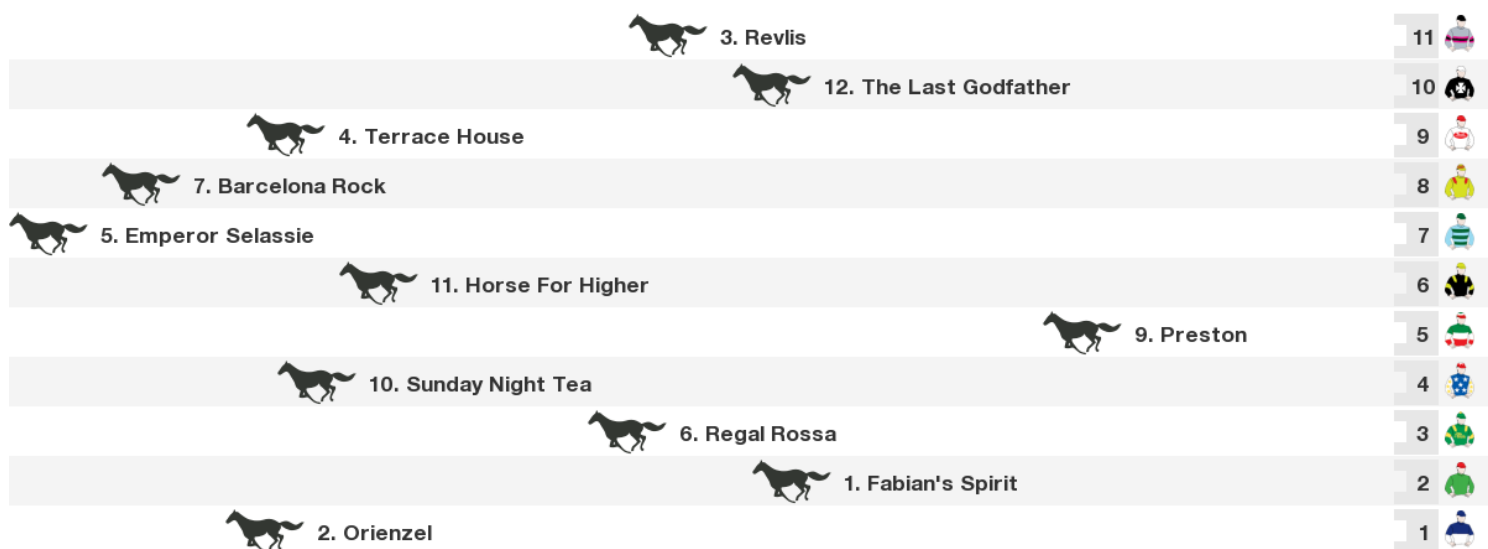 3. Revlis 11
12. The Last Godfather 10
4. Terrace House 9
7. Barcelona Rock 8
5. Emperor Selassie 7
11. Horse For Higher 6
9. Preston 5
10. Sunday Night Tea 4
6. Regal Rossa 3
1. Fabian's Spirit 2
2. Orienzel 1